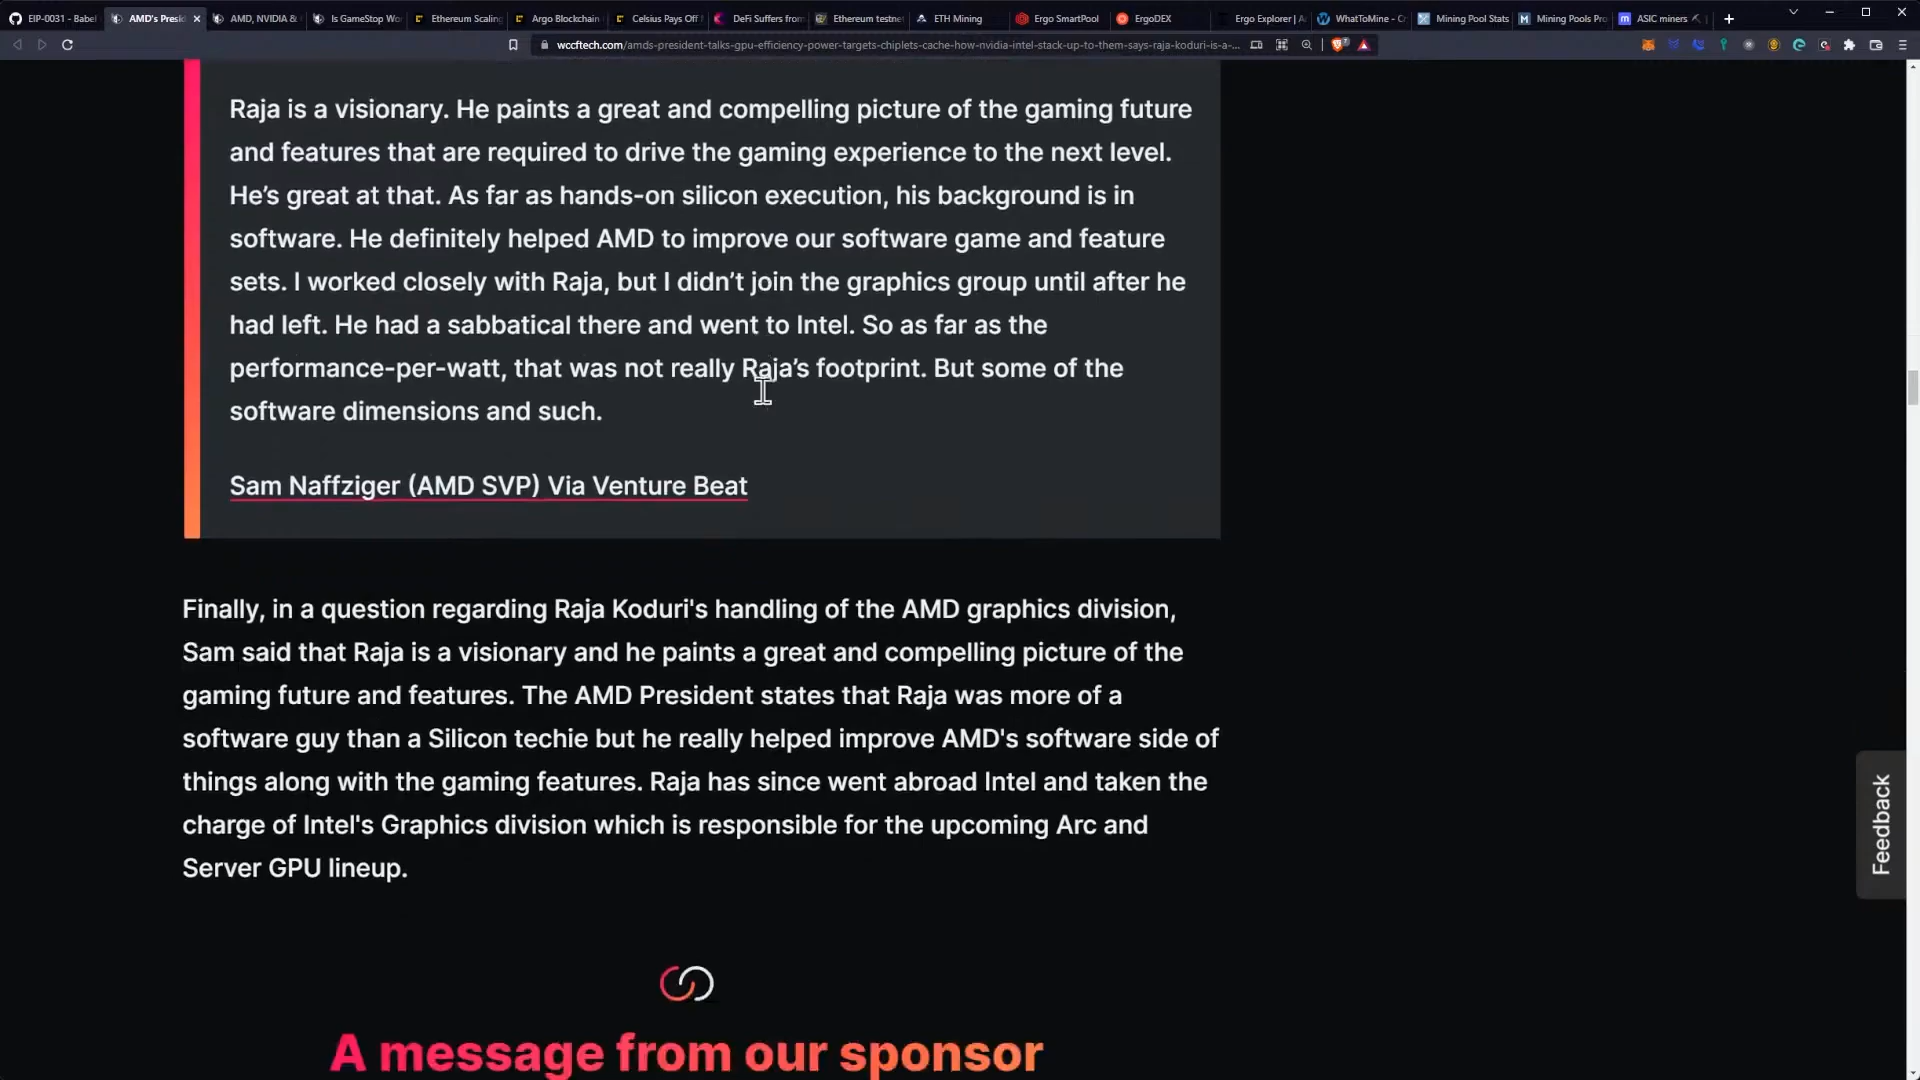 EIP-0031 - Babel
AMD's Presi
AMD, NVIDIA &
Is GameStop Wo
Ethereum Scaling
Argo Blockchain
Celsius Pays Off
DeFi Suffers from
Ethereum testnet
ETH Mining
Ergo SmartPool
ErgoDEX
Ergo Explorer | A
WhatToMine - Cr
Mining Pool Stats
Mining Pools Pro
ASIC miners
wccftech.com/amds-president-talks-gpu-efficiency-power-targets-chiplets-cache-how-nvidia-intel-stack-up-to-them-says-raja-koduri-is-a-...
Raja is a visionary. He paints a great and compelling picture of the gaming future
and features that are required to drive the gaming experience to the next level.
He's great at that. As far as hands-on silicon execution, his background is in
software. He definitely helped AMD to improve our software game and feature
sets. I worked closely with Raja, but I didn't join the graphics group until after he
had left. He had a sabbatical there and went to Intel. So as far as the
performance-per-watt, that was not really Raja's footprint. But some of the
software dimensions and such.
Sam Naffziger (AMD SVP) Via Venture Beat
Finally, in a question regarding Raja Koduri's handling of the AMD graphics division,
Sam said that Raja is a visionary and he paints a great and compelling picture of the
gaming future and features. The AMD President states that Raja was more of a
software guy than a Silicon techie but he really helped improve AMD's software side of
things along with the gaming features. Raja has since went abroad Intel and taken the
charge of Intel's Graphics division which is responsible for the upcoming Arc and
Server GPU lineup.
Feedback
A message from our sponsor